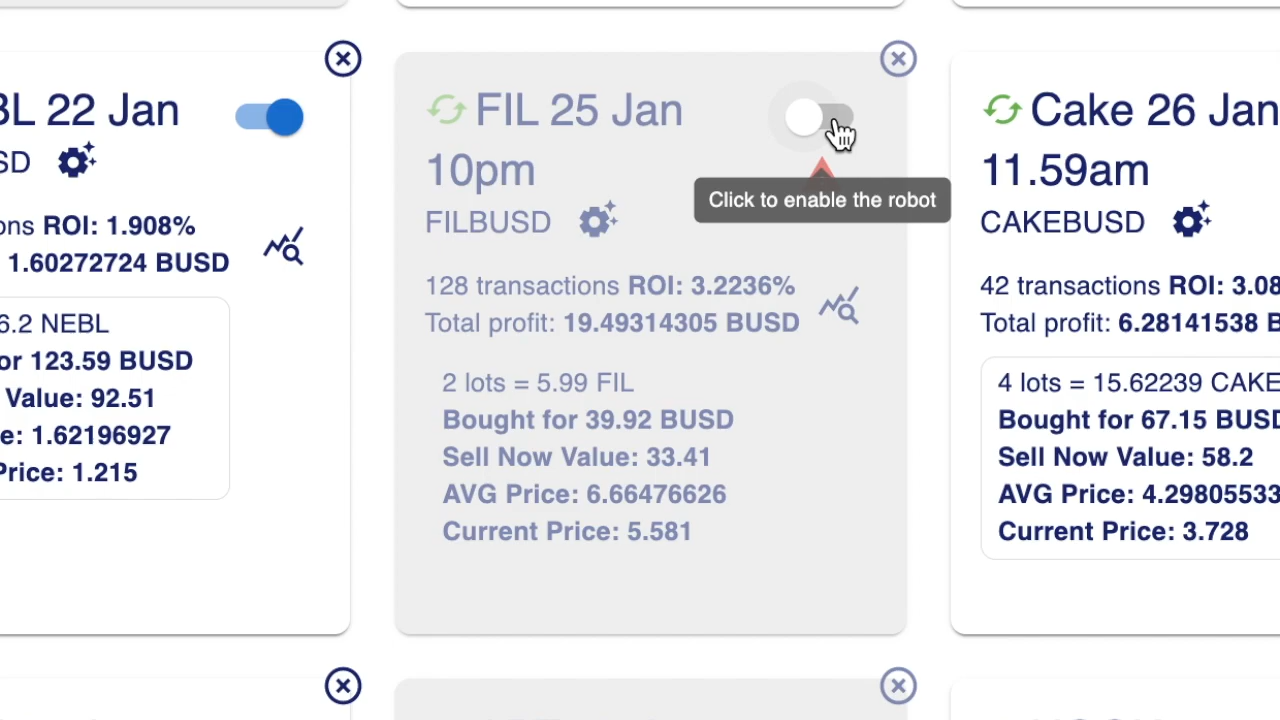 BL 22 Jan
SD
ons ROI: 1.908%
1.60272724 BUSD
6.2 NEBL
or 123.59 BUSD
Value: 92.51
e: 1.62196927
Price: 1.215
FIL 25 Jan
10pm
FILBUSD
Click to enable the robot
128 transactions ROI: 3.2236%
Total profit: 19.49314305 BUSD
2 lots = 5.99 FIL
Bought for 39.92 BUSD
Sell Now Value: 33.41
AVG Price: 6.66476626
Current Price: 5.581
Cake 26 Jan
11.59am
CAKEBUSD
42 transactions ROI: 3.08
Total profit: 6.28141538 B
4 lots = 15.62239 CAKE
Bought for 67.15 BUSD
Sell Now Value: 58.2
AVG Price: 4.29805533
Current Price: 3.728